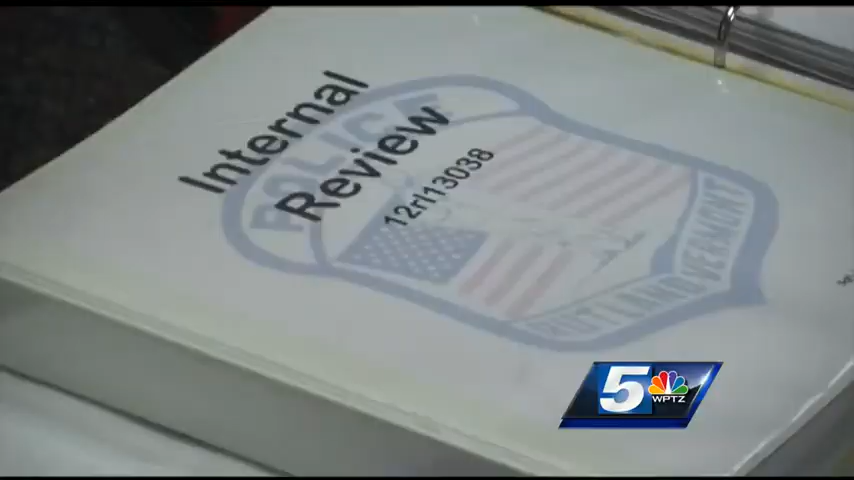 Internal
Review
12rl13038
POLICE
RUTLAND VERMONT
5
WPTZ